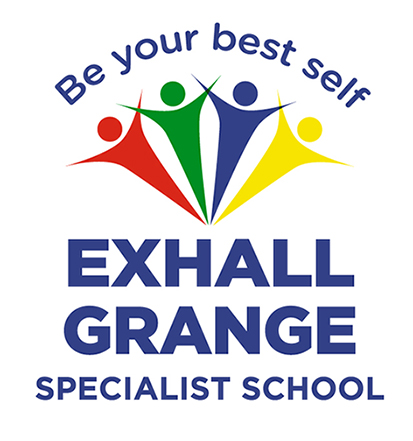 Be your best self
EXHALL
GRANGE
SPECIALIST SCHOOL